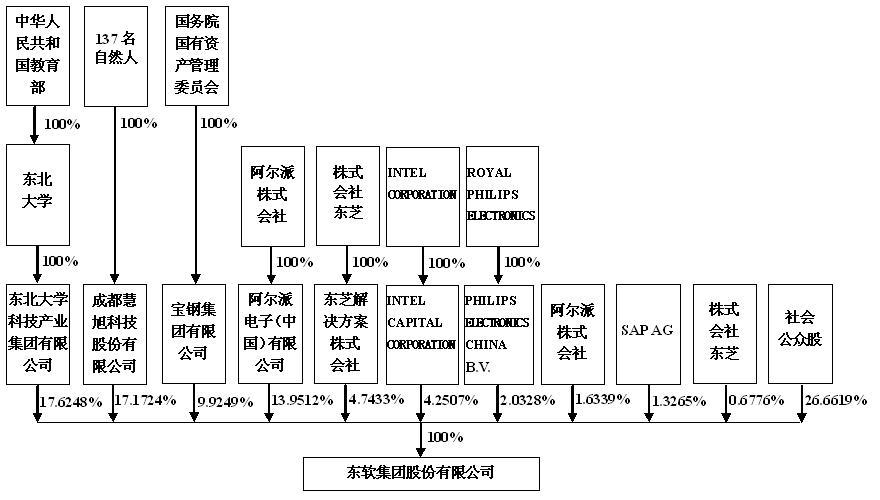 中华人
民共和
国教育
部
137名
自然人
国务院
国有资
产管理
委员会
100%
100%
100%
东北
大学
阿尔派
株式
会社
株式
会社
东芝
INTEL
CORPORATION
ROYAL
PHILIPS
ELECTRONICS
100%
100%
100%
100%
100%
东北大学
科技产业
集团有限
公司
成都慧
旭科技
股份有
限公司
宝钢集
团有限
公司
阿尔派
电子(中
国)有限
公司
东芝解
决方案
株式
会社
INTEL
CAPITAL
CORPORATION
PHILIPS
ELECTRONICS
CHINA
B.V.
阿尔派
株式
会社
SAP AG
株式
会社
东芝
社会
公众股
17.6248%
17.1724%
9.9249%
13.9512%
4.7433%
4.2507%
2.0328%
1.6339%
1.3265%
0.6776%
26.6619%
100%
东软集团股份有限公司